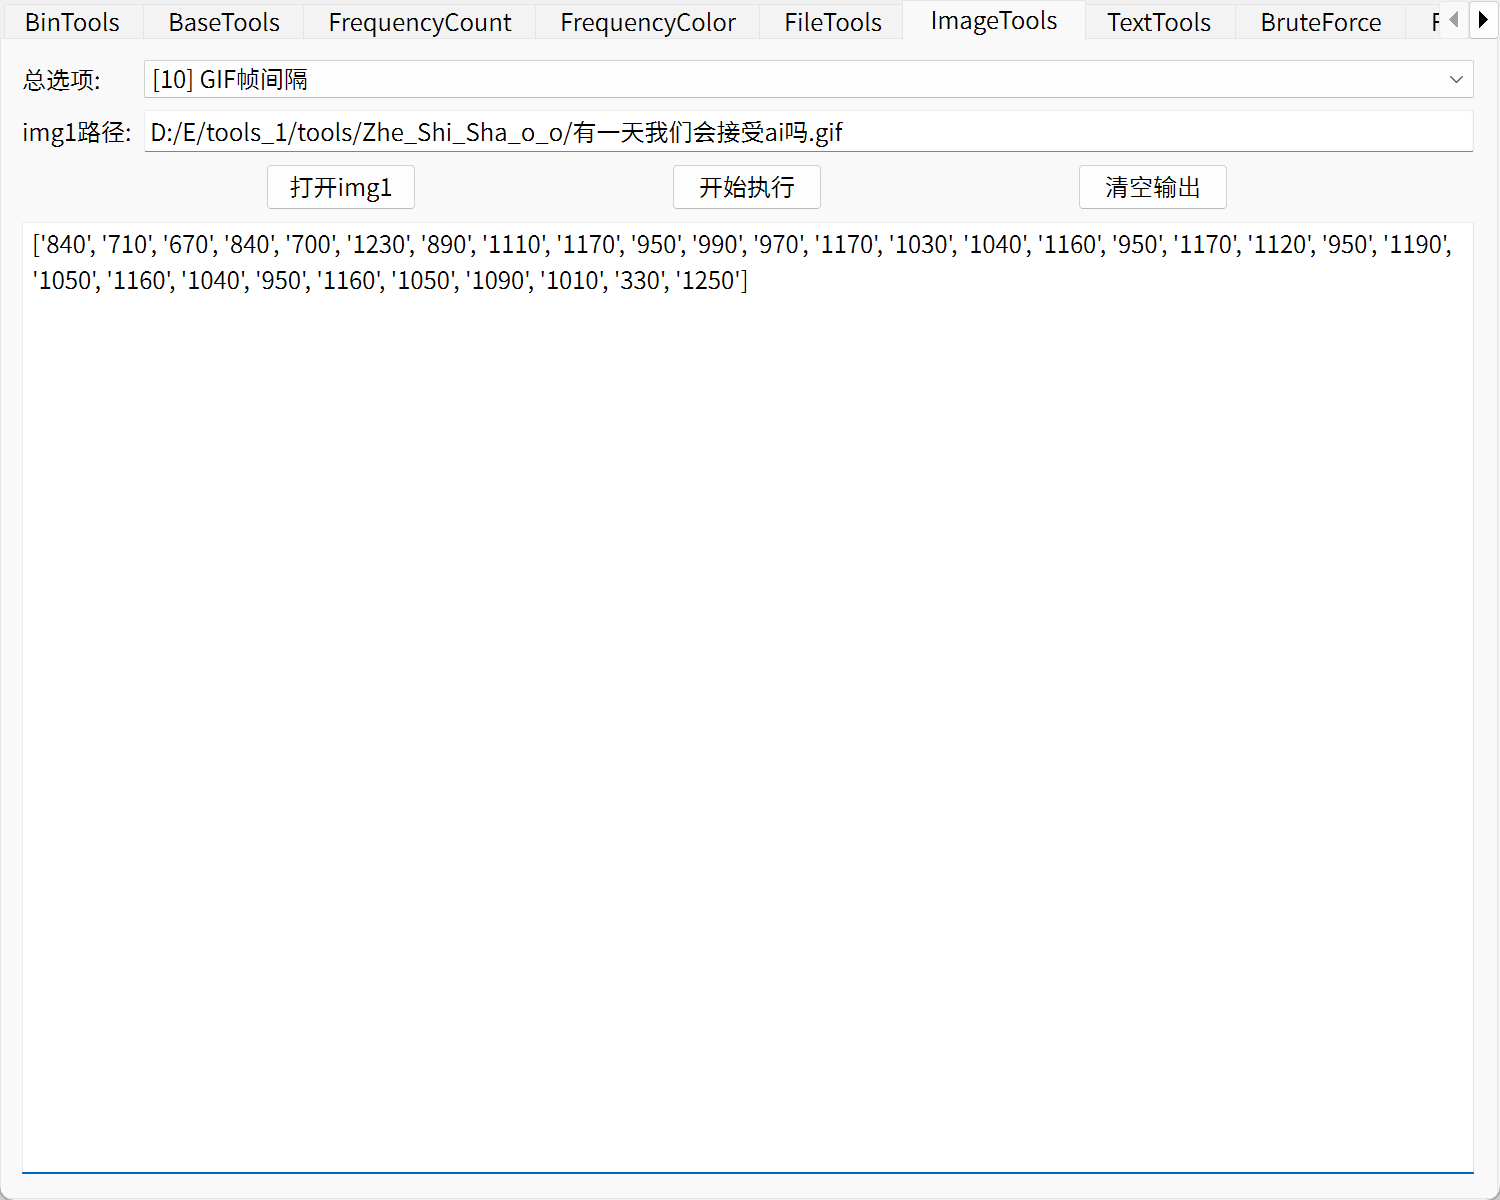 BinTools BaseTools FrequencyCount FrequencyColor FileTools ImageTools TextTools BruteForce
总选项: [10] GIF帧间隔
img1路径: D:/E/tools_1/tools/Zhe_Shi_Sha_o_o/有一天我们会接受ai吗.gif
打开img1 开始执行 清空输出
['840', '710', '670', '840', '700', '1230', '890', '1110', '1170', '950', '990', '970', '1170', '1030', '1040', '1160', '950', '1170', '1120', '950', '1190',
'1050', '1160', '1040', '950', '1160', '1050', '1090', '1010', '330', '1250']